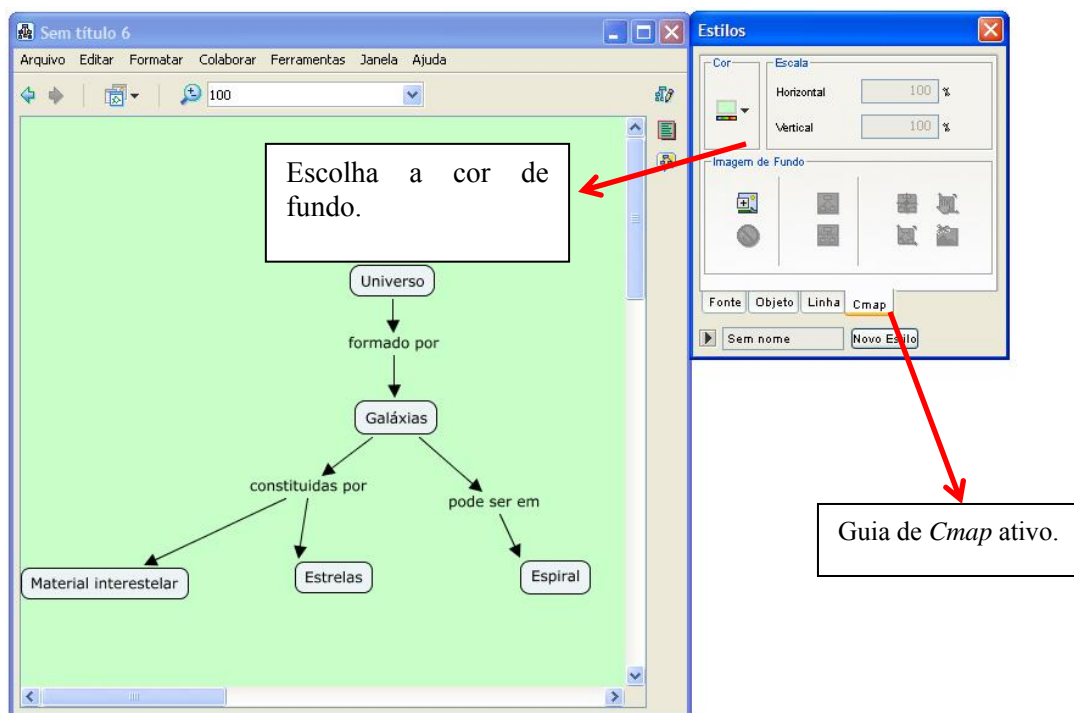 Sem título 6
Arquivo Editar Formatar Colaborar Ferramentas Janela Ajuda
100
Escolha a cor de
fundo.
Universo
formado por
Galáxias
constituidas por
pode ser em
Material interestelar
Estrelas
Espiral
Estilos
Cor
Escala
Horizontal 100 %
Vertical 100 %
Imagem de Fundo
Fonte Objeto Linha Cmap
Sem nome Novo Estilo
Guia de Cmap ativo.